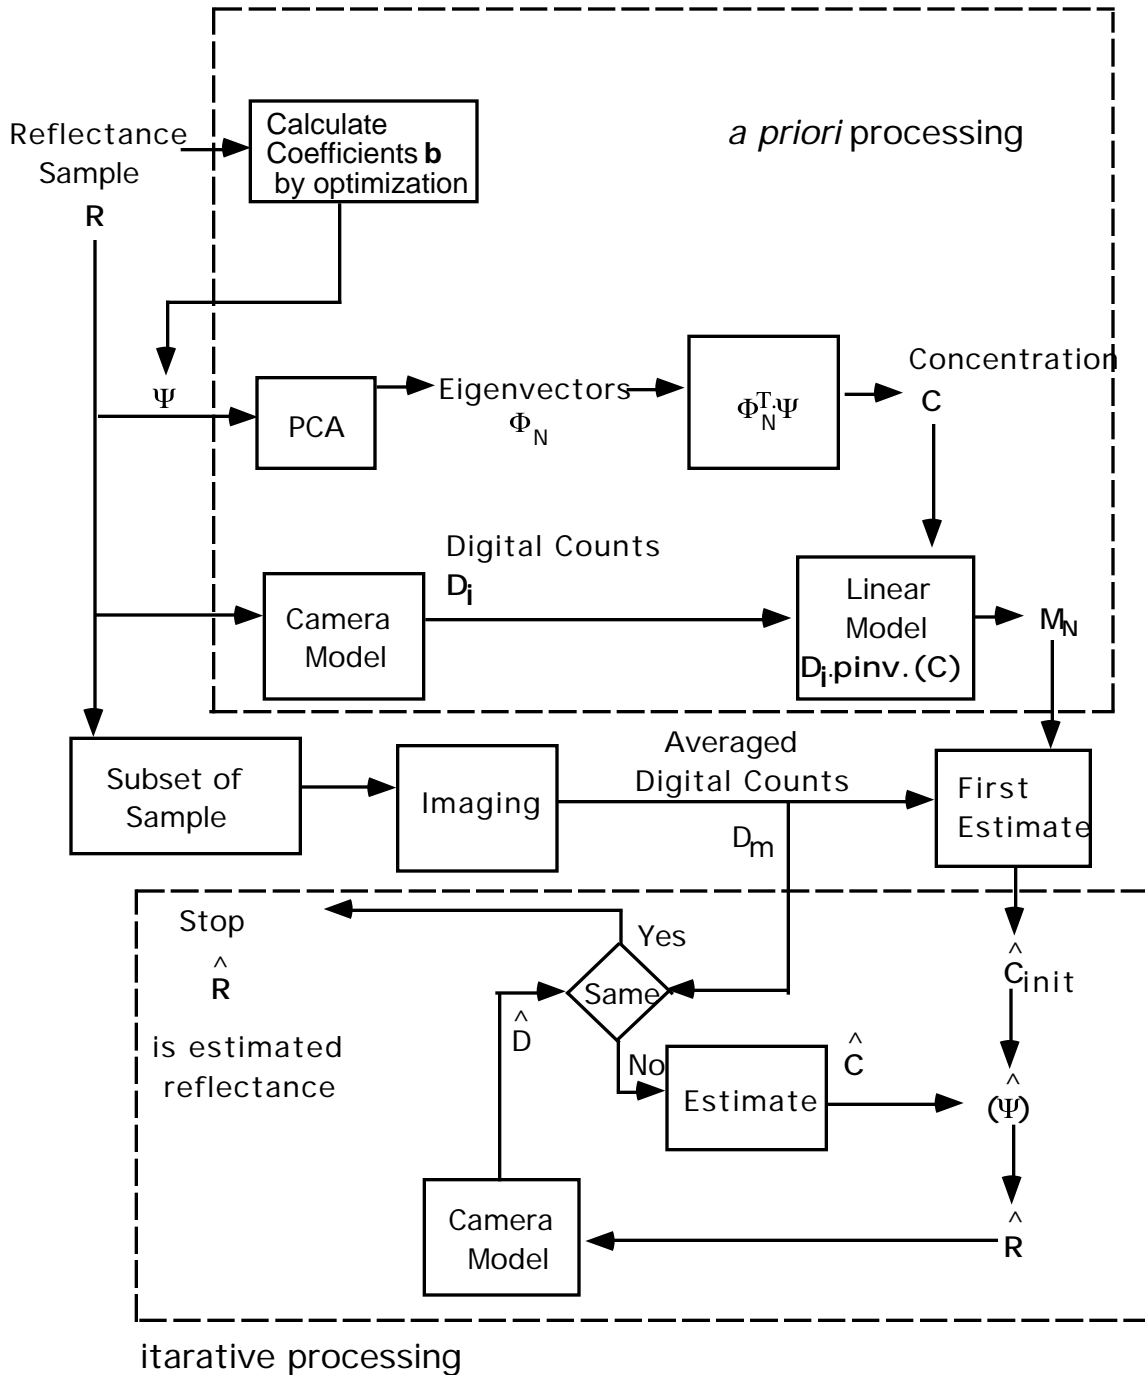 Reflectance
Sample
R
Calculate
Coefficients b
by optimization
a priori processing
Ψ
PCA
Eigenvectors
Φ_N
Φ_N^T.Ψ
Concentration
C
Digital Counts
D_i
Camera
Model
Linear
Model
D_i.pinv.(C)
M_N
Subset of
Sample
Imaging
Averaged
Digital Counts
D_m
First
Estimate
Stop
R̂
is estimated
reflectance
Yes
Same
D̂
No
Estimate
Ĉ
Ĉ_init
(Ψ̂)
R̂
Camera
Model
itarative processing